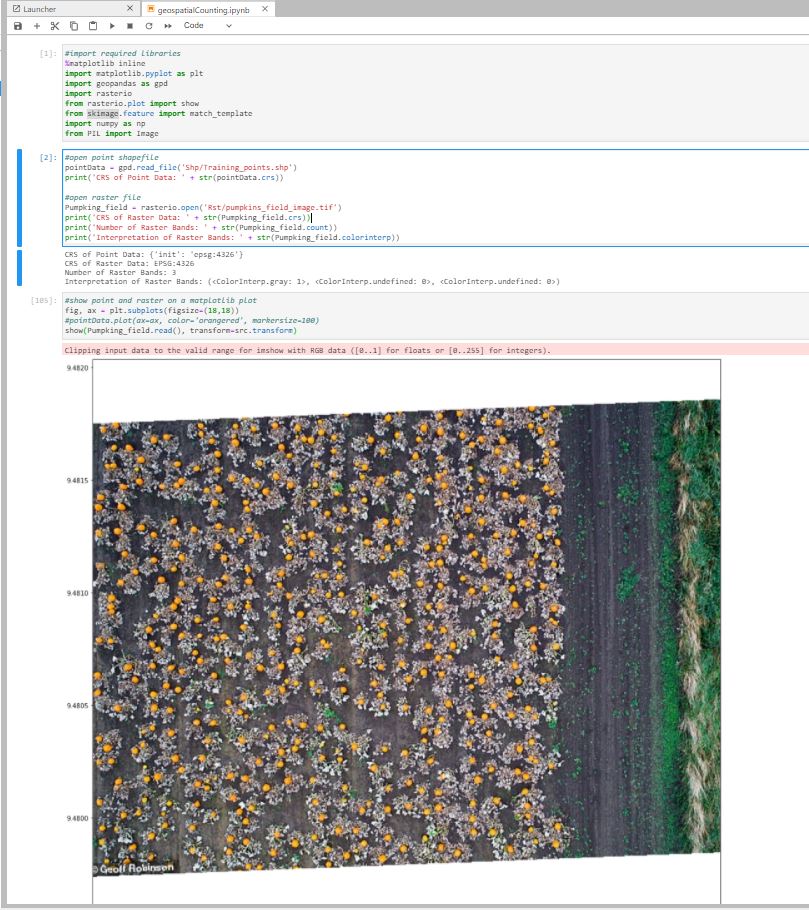 Launcher
geospatialCounting.ipynb
Code
[1]:
#import required libraries
%matplotlib inline
import matplotlib.pyplot as plt
import geopandas as gpd
import rasterio
from rasterio.plot import show
from skimage.feature import match_template
import numpy as np
from PIL import Image
[2]:
#open point shapefile
pointData = gpd.read_file('Shp/Training_points.shp')
print('CRS of Point Data: ' + str(pointData.crs))
#open raster file
Pumpking_field = rasterio.open('Rst/pumpkins_field_image.tif')
print('CRS of Raster Data: ' + str(Pumpking_field.crs))
print('Number of Raster Bands: ' + str(Pumpking_field.count))
print('Interpretation of Raster Bands: ' + str(Pumpking_field.colorinterp))
CRS of Point Data: {'init': 'epsg:4326'}
CRS of Raster Data: EPSG:4326
Number of Raster Bands: 3
Interpretation of Raster Bands: (<ColorInterp.gray: 1>, <ColorInterp.undefined: 0>, <ColorInterp.undefined: 0>)
[105]:
#show point and raster on a matplotlib plot
fig, ax = plt.subplots(figsize=(18,18))
#pointData.plot(ax=ax, color='orangered', markersize=100)
show(Pumpking_field.read(), transform=src.transform)
Clipping input data to the valid range for imshow with RGB data ([0..1] for floats or [0..255] for integers).
9.4820
9.4815
9.4810
9.4805
9.4800
© Geoff Robinson